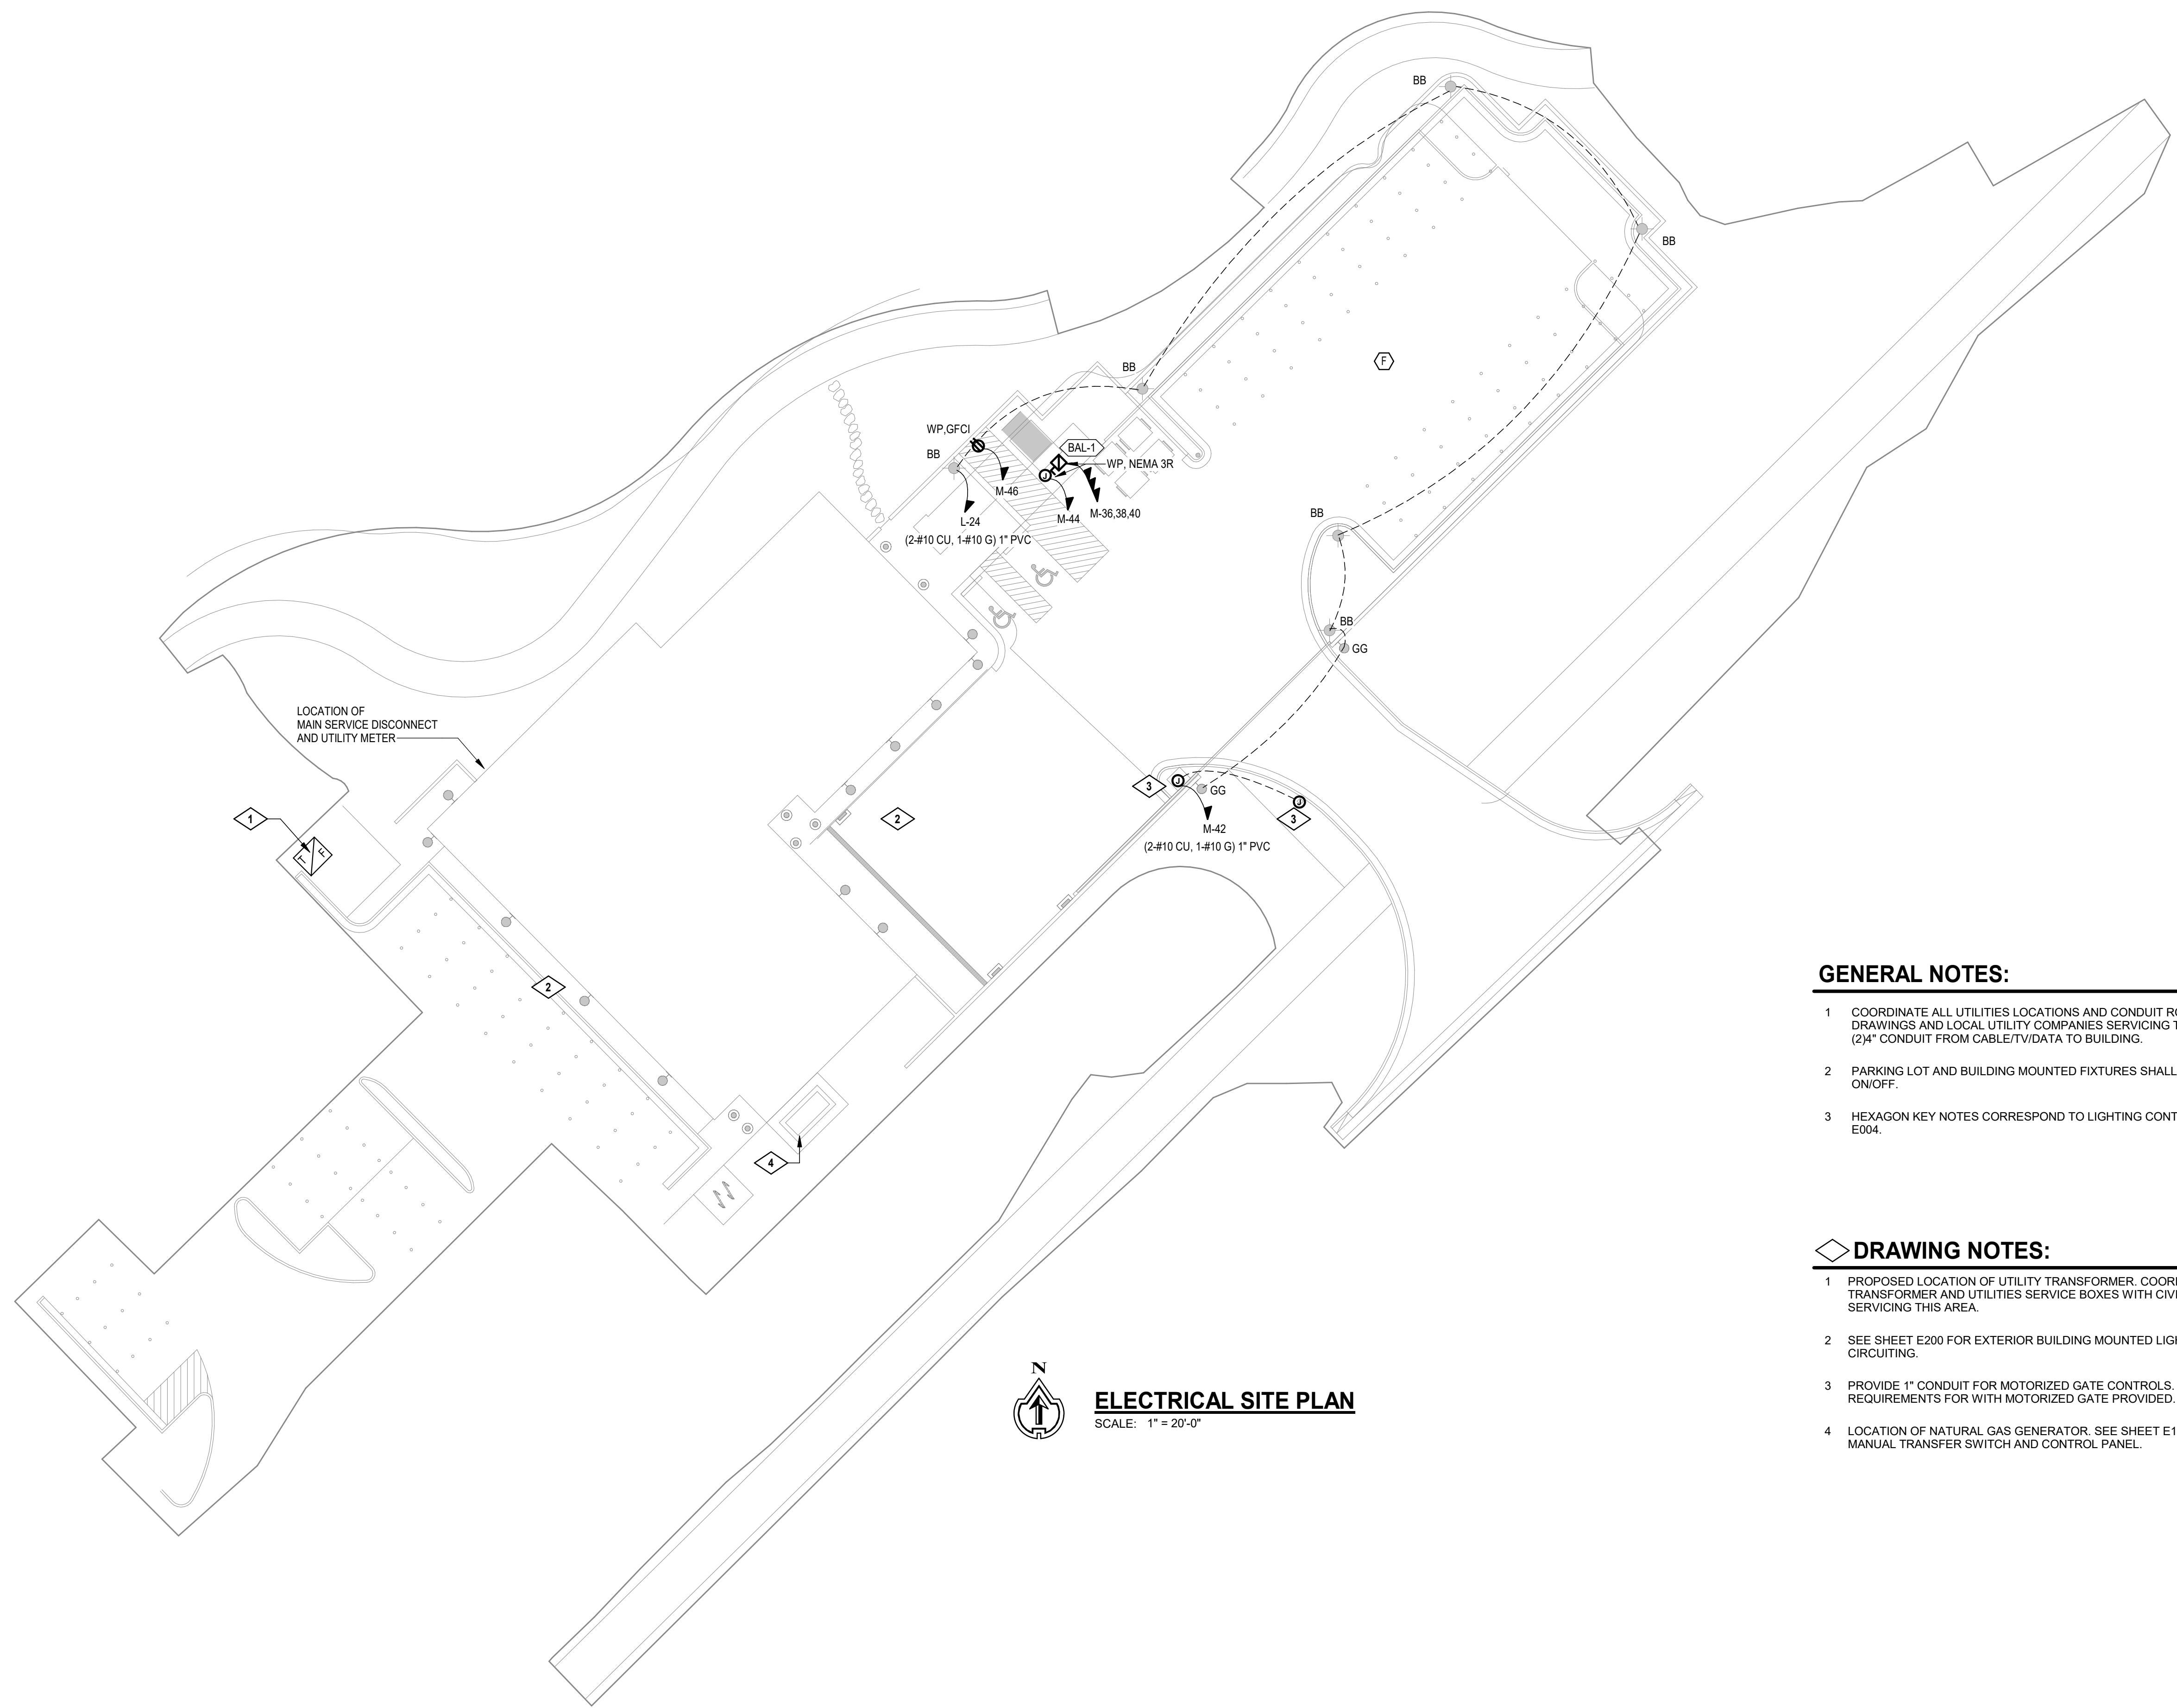 BB
BB
F
BB
WP,GFCI
BB
BAL-1
WP, NEMA 3R
J
M-46
L-24
M-44
M-36,38,40
(2-#10 CU, 1-#10 G) 1" PVC
BB
BB
GG
LOCATION OF
MAIN SERVICE DISCONNECT
AND UTILITY METER
3
J
GG
J
3
M-42
(2-#10 CU, 1-#10 G) 1" PVC
1
T F
2
2
4
N
ELECTRICAL SITE PLAN
SCALE: 1" = 20'-0"
GENERAL NOTES:
1 COORDINATE ALL UTILITIES LOCATIONS AND CONDUIT
DRAWINGS AND LOCAL UTILITY COMPANIES SERVICING
(2)4" CONDUIT FROM CABLE/TV/DATA TO BUILDING.
2 PARKING LOT AND BUILDING MOUNTED FIXTURES SHALL
ON/OFF.
3 HEXAGON KEY NOTES CORRESPOND TO LIGHTING CONT
E004.
DRAWING NOTES:
1 PROPOSED LOCATION OF UTILITY TRANSFORMER. COORD
TRANSFORMER AND UTILITIES SERVICE BOXES WITH CIVI
SERVICING THIS AREA.
2 SEE SHEET E200 FOR EXTERIOR BUILDING MOUNTED LIGH
CIRCUITING.
3 PROVIDE 1" CONDUIT FOR MOTORIZED GATE CONTROLS.
REQUIREMENTS FOR WITH MOTORIZED GATE PROVIDED.
4 LOCATION OF NATURAL GAS GENERATOR. SEE SHEET E1
MANUAL TRANSFER SWITCH AND CONTROL PANEL.